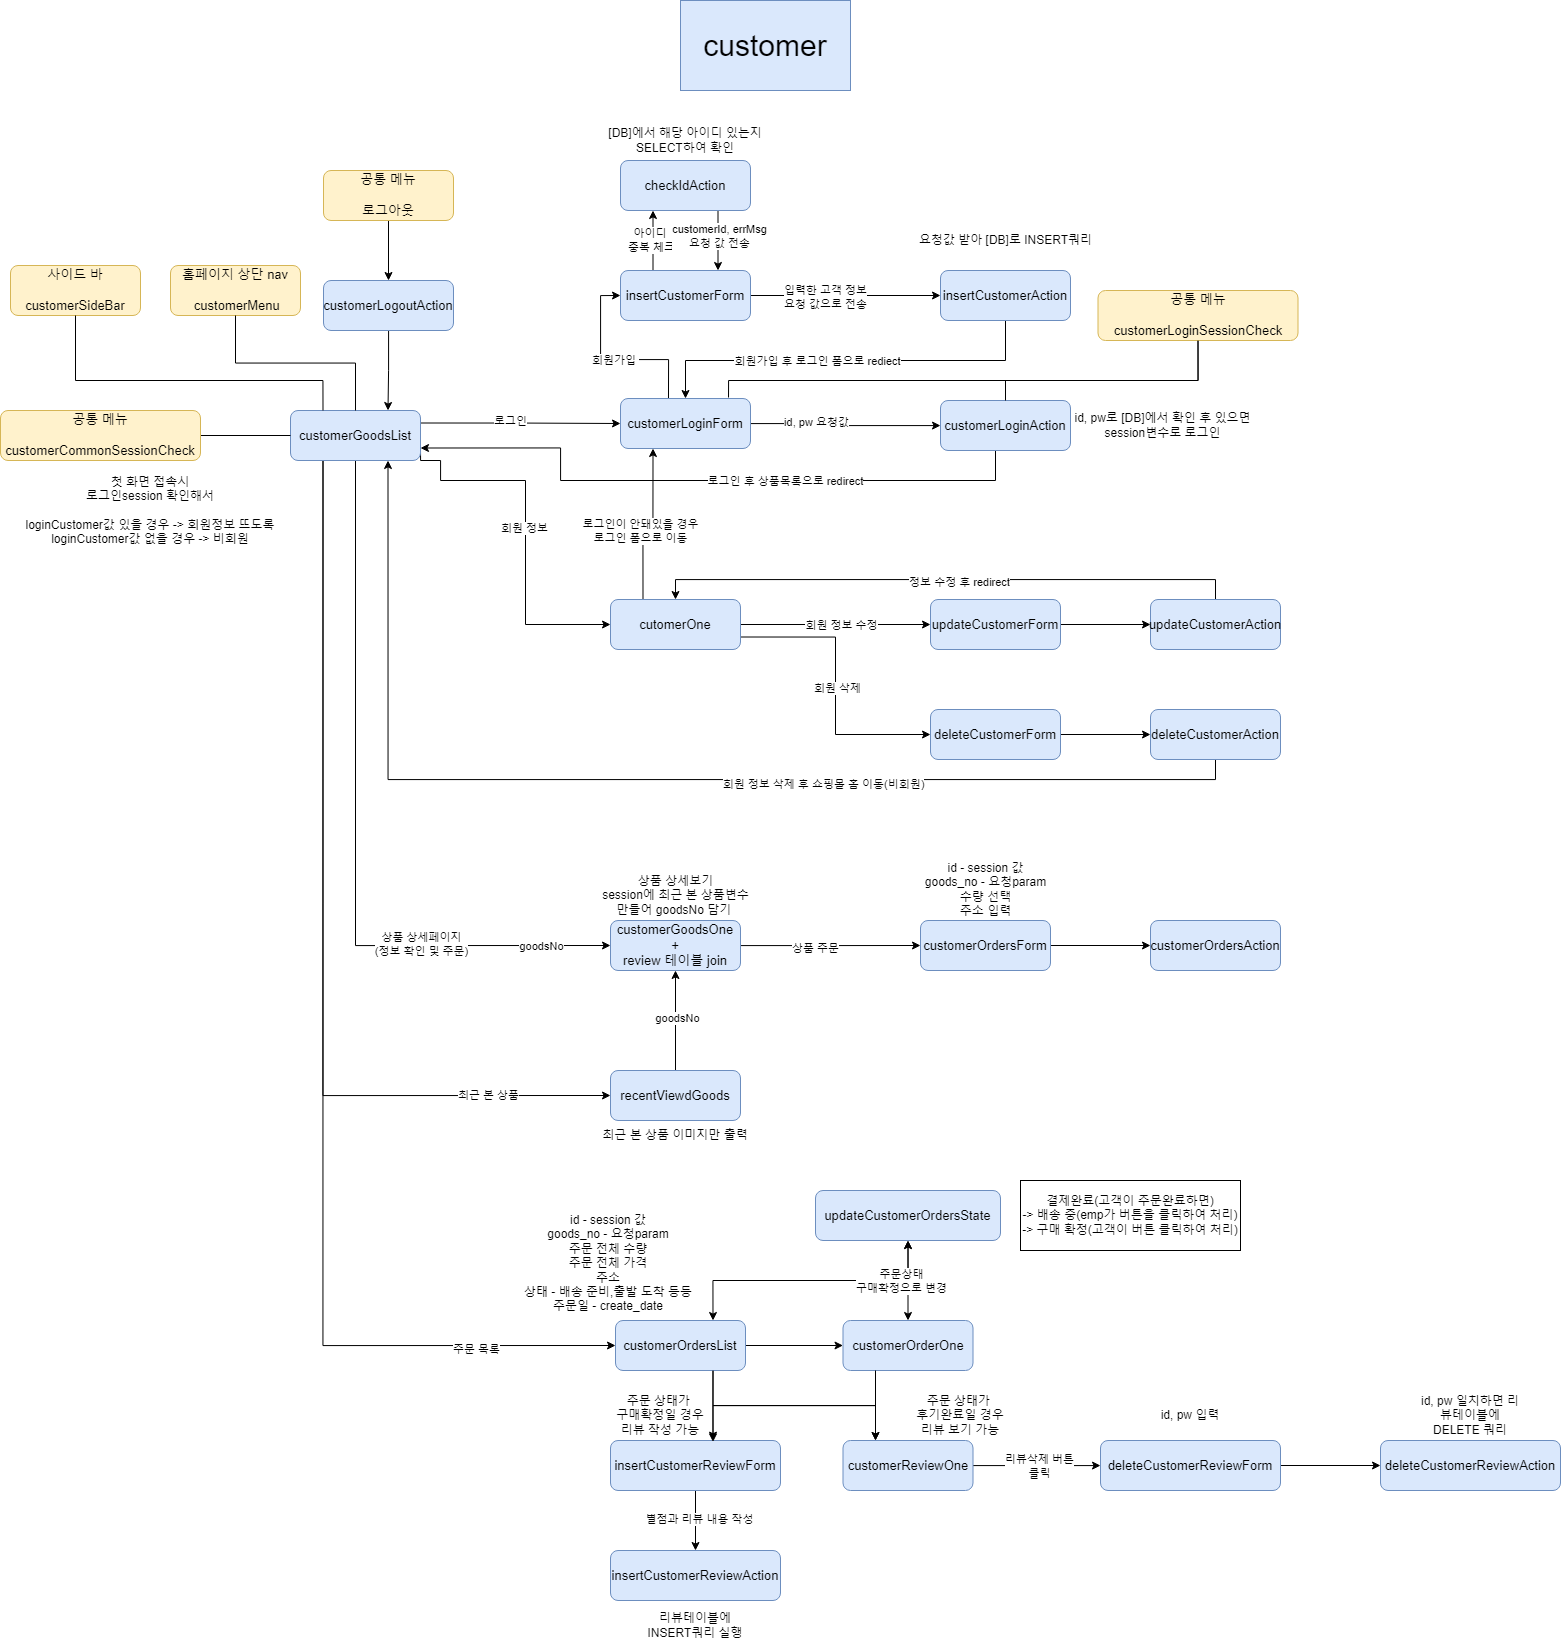 customer
[DB]에서 해당 아이디 있는지
SELECT하여 확인
checkIdAction
공통 메뉴
로그아웃
아이디
중복 체크
customerId, errMsg
요청 값 전송
요청값 받아 [DB]로 INSERT쿼리
사이드 바
customerSideBar
홈페이지 상단 nav
customerMenu
customerLogoutAction
insertCustomerForm
입력한 고객 정보
요청 값으로 전송
insertCustomerAction
공통 메뉴
customerLoginSessionCheck
회원가입
회원가입 후 로그인 폼으로 rediect
공통 메뉴
customerCommonSessionCheck
customerGoodsList
로그인
customerLoginForm
id, pw 요청값
customerLoginAction
id, pw로 [DB]에서 확인 후 있으면
session변수로 로그인
첫 화면 접속시
로그인session 확인해서
loginCustomer값 있을 경우 -> 회원정보 뜨도록
loginCustomer값 없을 경우 -> 비회원
로그인 후 상품목록으로 redirect
회원 정보
로그인이 안돼있을 경우
로그인 폼으로 이동
정보 수정 후 redirect
cutomerOne
회원 정보 수정
updateCustomerForm
updateCustomerAction
회원 삭제
deleteCustomerForm
deleteCustomerAction
회원 정보 삭제 후 쇼핑몰 홈 이동(비회원)
상품 상세보기
session에 최근 본 상품변수
만들어 goodsNo 담기
id - session 값
goods_no - 요청param
수량 선택
주소 입력
상품 상세페이지
(정보 확인 및 주문)
goodsNo
customerGoodsOne
+
review 테이블 join
상품 주문
customerOrdersForm
customerOrdersAction
goodsNo
최근 본 상품
recentViewdGoods
최근 본 상품 이미지만 출력
id - session 값
goods_no - 요청param
주문 전체 수량
주문 전체 가격
주소
상태 - 배송 준비,출발 도착 등등
주문일 - create_date
updateCustomerOrdersState
결제완료(고객이 주문완료하면)
-> 배송 중(emp가 버튼을 클릭하여 처리)
-> 구매 확정(고객이 버튼 클릭하여 처리)
주문상태
구매확정으로 변경
주문 목록
customerOrdersList
customerOrderOne
주문 상태가
구매확정일 경우
리뷰 작성 가능
주문 상태가
후기완료일 경우
리뷰 보기 가능
id, pw 입력
id, pw 일치하면 리
뷰테이블에
DELETE 쿼리
insertCustomerReviewForm
customerReviewOne
리뷰삭제 버튼
클릭
deleteCustomerReviewForm
deleteCustomerReviewAction
별점과 리뷰 내용 작성
insertCustomerReviewAction
리뷰테이블에
INSERT쿼리 실행